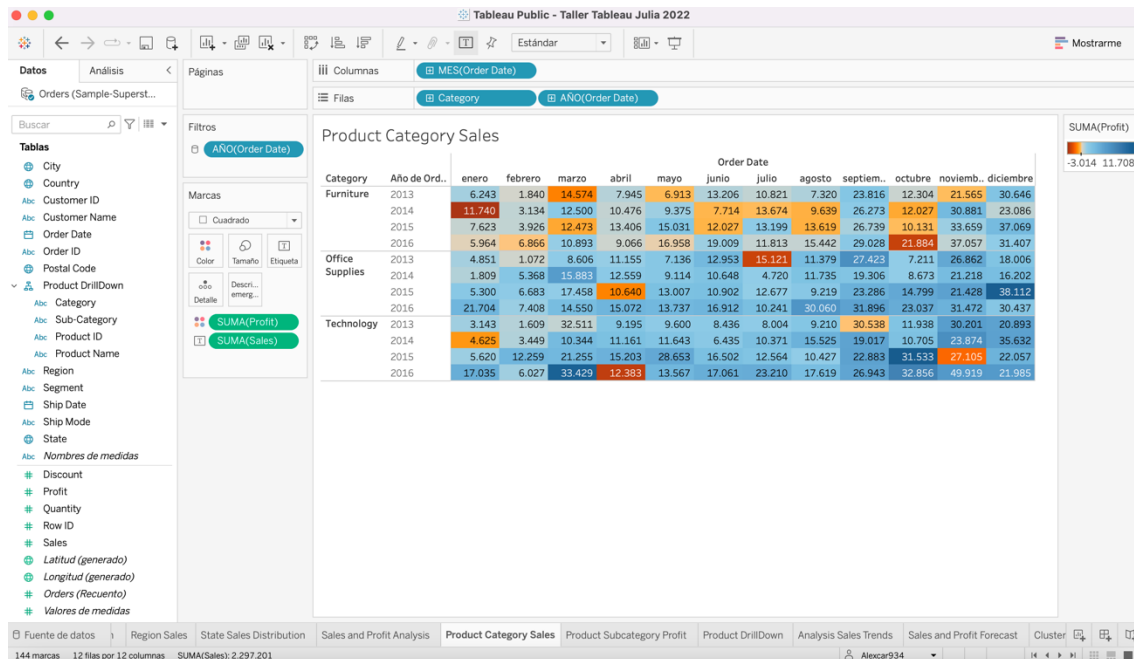 Tableau Public - Taller Tableau Julia 2022
Estándar
Mostrarme
Datos
Análisis
Orders (Sample-Superst...
Buscar
Tablas
City
Country
Abc Customer ID
Abc Customer Name
Order Date
Abc Order ID
Postal Code
Product DrillDown
Abc Category
Abc Sub-Category
Abc Product ID
Abc Product Name
Abc Region
Abc Segment
Ship Date
Abc Ship Mode
State
Abc Nombres de medidas
# Discount
# Profit
# Quantity
# Row ID
# Sales
Latitud (generado)
Longitud (generado)
# Orders (Recuento)
# Valores de medidas
Páginas
Filtros
AÑO(Order Date)
Marcas
Cuadrado
Color Tamaño Etiqueta
Detalle Descri... emerg...
SUMA(Profit)
SUMA(Sales)
Columnas MES(Order Date)
Filas Category AÑO(Order Date)
Product Category Sales
Order Date
Category Año de Ord.. enero febrero marzo abril mayo junio julio agosto septiem.. octubre noviemb.. diciembre
Furniture 2013 6.243 1.840 14.574 7.945 6.913 13.206 10.821 7.320 23.816 12.304 21.565 30.646
2014 11.740 3.134 12.500 10.476 9.375 7.714 13.674 9.639 26.273 12.027 30.881 23.086
2015 7.623 3.926 12.473 13.406 15.031 12.027 13.199 13.619 26.739 10.131 33.659 37.069
2016 5.964 6.866 10.893 9.066 16.958 19.009 11.813 15.442 29.028 21.884 37.057 31.407
Office Supplies 2013 4.851 1.072 8.606 11.155 7.136 12.953 15.121 11.379 27.423 7.211 26.862 18.006
2014 1.809 5.368 15.883 12.559 9.114 10.648 4.720 11.735 19.306 8.673 21.218 16.202
2015 5.300 6.683 17.458 10.640 13.007 10.902 12.677 9.219 23.286 14.799 21.428 38.112
2016 21.704 7.408 14.550 15.072 13.737 16.912 10.241 30.060 31.896 23.037 31.472 30.437
Technology 2013 3.143 1.609 32.511 9.195 9.600 8.436 8.004 9.210 30.538 11.938 30.201 20.893
2014 4.625 3.449 10.344 11.161 11.643 6.435 10.371 15.525 19.017 10.705 23.874 35.632
2015 5.620 12.259 21.255 15.203 28.653 16.502 12.564 10.427 22.883 31.533 27.105 22.057
2016 17.035 6.027 33.429 12.383 13.567 17.061 23.210 17.619 26.943 32.856 49.919 21.985
SUMA(Profit)
-3.014 11.708
Fuente de datos Region Sales State Sales Distribution Sales and Profit Analysis Product Category Sales Product Subcategory Profit Product DrillDown Analysis Sales Trends Sales and Profit Forecast Cluster
144 marcas 12 filas por 12 columnas SUMA(Sales): 2.297.201 Alexcar934